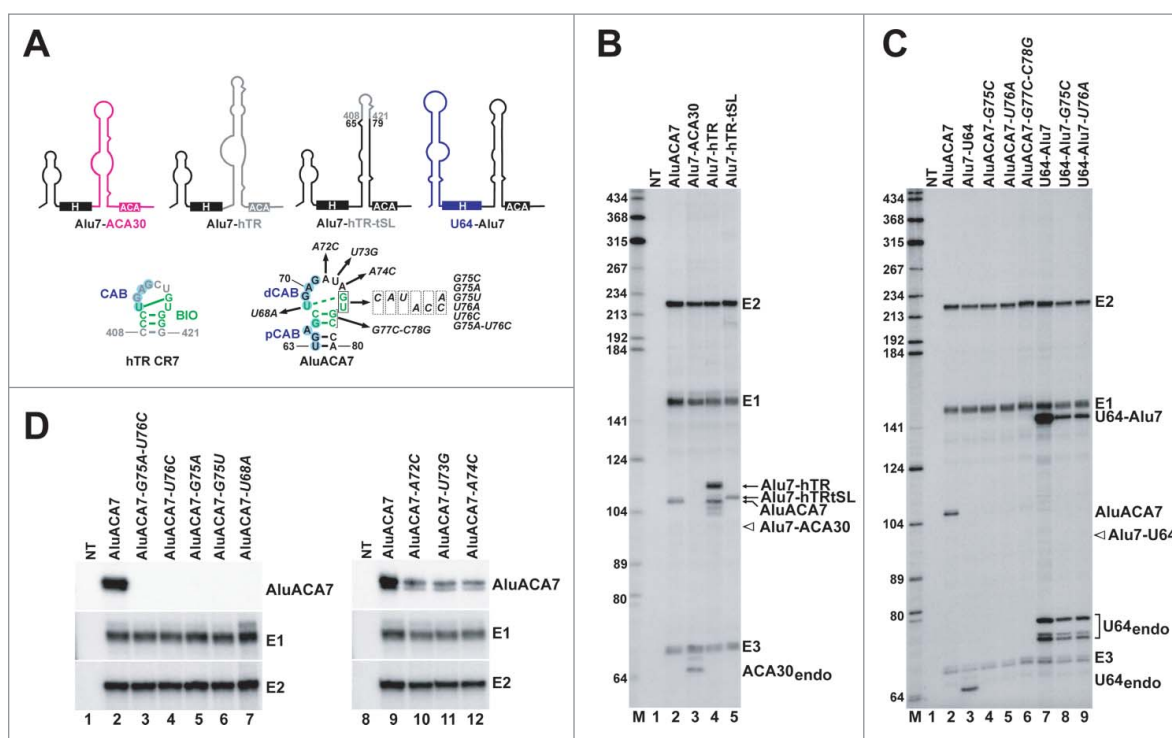 A
408 421
65 79
H ACA
H ACA
H ACA
H ACA
Alu7-ACA30
Alu7-hTR
Alu7-hTR-tSL
U64-Alu7
CAB
G A G C U
G U
U G
C G
C G
C G
BIO
408 421
hTR CR7
A72C
U73G
A74C
70
dCAB
U68A
pCAB
63 80
AluACA7
G77C-C78G
C A U A
A C C
G75C
G75A
G75U
U76A
U76C
G75A-U76C
B
NT
AluACA7
Alu7-ACA30
Alu7-hTR
Alu7-hTR-tSL
434
368
315
267
234
213
192
184
141
124
104
89
80
64
E2
E1
Alu7-hTR
Alu7-hTRtSL
AluACA7
Alu7-ACA30
E3
ACA30endo
M 1 2 3 4 5
C
NT
AluACA7
Alu7-U64
AluACA7-G75C
AluACA7-U76A
AluACA7-G77C-C78G
U64-Alu7
U64-Alu7-G75C
U64-Alu7-U76A
434
368
315
267
234
213
192
184
141
124
104
89
80
64
E2
E1
U64-Alu7
AluACA7
Alu7-U64
U64endo
E3
U64endo
M 1 2 3 4 5 6 7 8 9
D
NT
AluACA7
AluACA7-G75A-U76C
AluACA7-U76C
AluACA7-G75A
AluACA7-G75U
AluACA7-U68A
AluACA7
E1
E2
1 2 3 4 5 6 7
NT
AluACA7
AluACA7-A72C
AluACA7-U73G
AluACA7-A74C
AluACA7
E1
E2
8 9 10 11 12